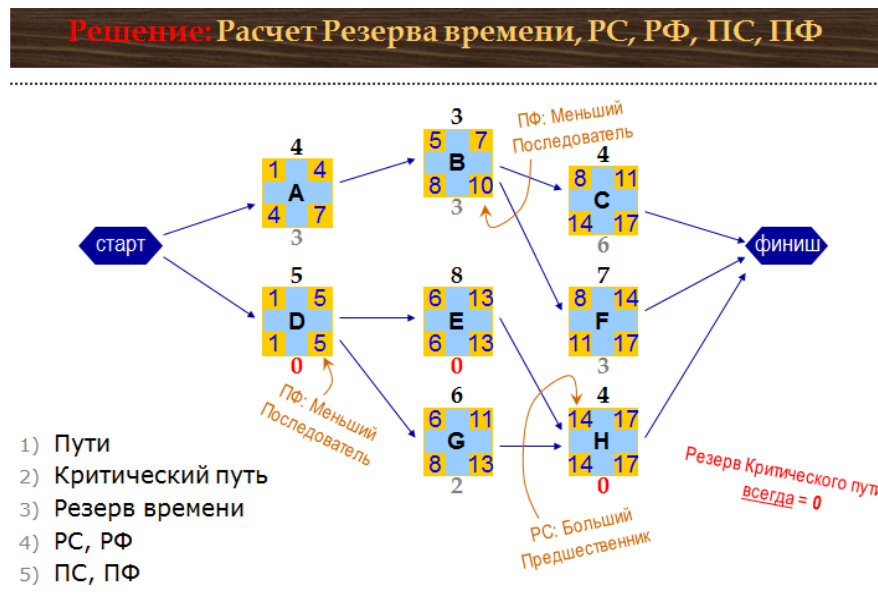 Решение: Расчет Резерва времени, РС, РФ, ПС, ПФ
3
ПФ: Меньший
Последователь
4
5 7
B
8 10
3
4
1 4
A
4 7
3
8 11
C
14 17
6
старт
финиш
5
1 5
D
1 5
0
8
6 13
E
6 13
0
7
8 14
F
11 17
3
ПФ: Меньший
Последователь
6
6 11
G
8 13
2
4
14 17
H
14 17
0
Резерв Критического пути
всегда = 0
РС: Больший
Предшественник
1) Пути
2) Критический путь
3) Резерв времени
4) РС, РФ
5) ПС, ПФ